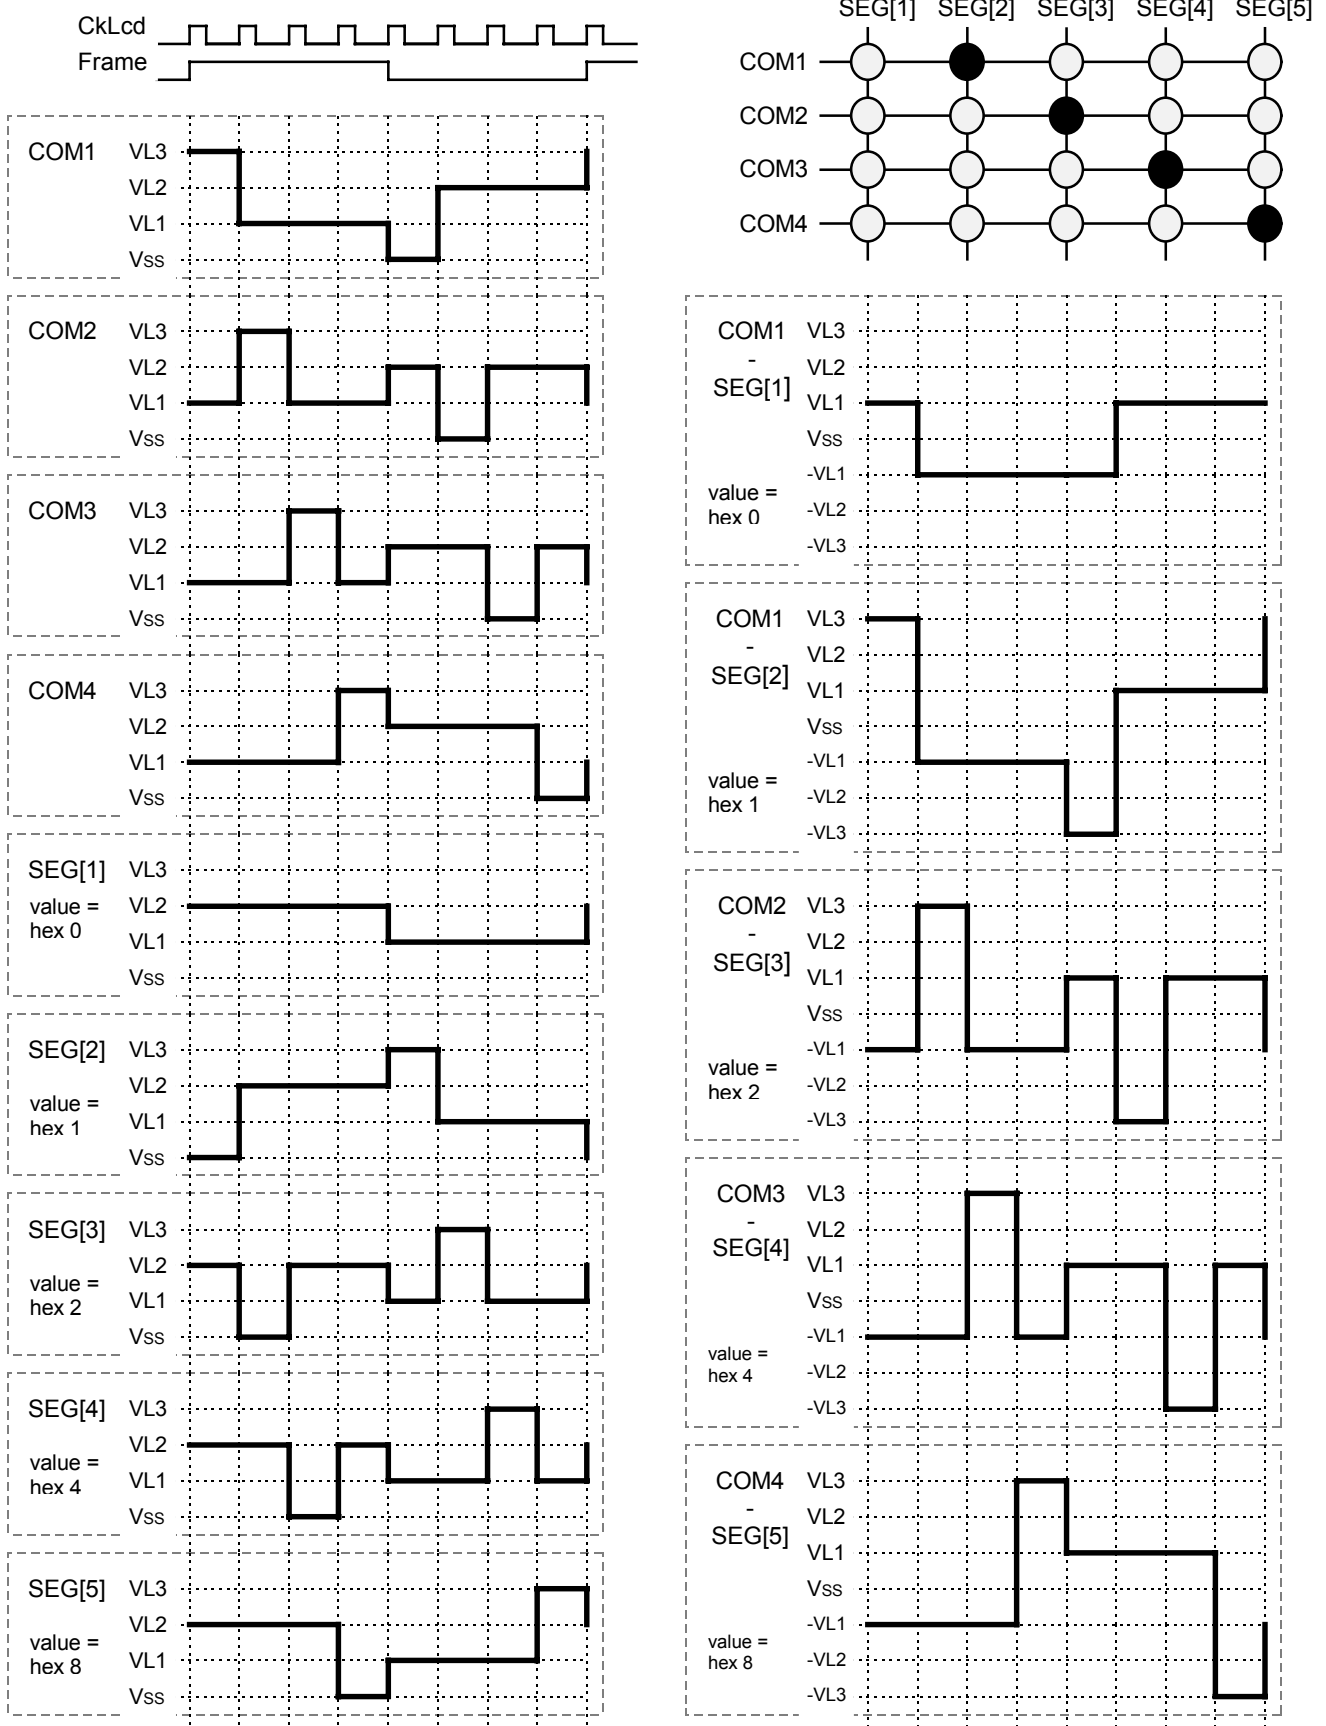 CkLcd
Frame
COM1
VL3
VL2
VL1
Vss
COM2
VL3
VL2
VL1
Vss
COM3
VL3
VL2
VL1
Vss
COM4
VL3
VL2
VL1
Vss
SEG[1]
value =
hex 0
VL3
VL2
VL1
Vss
SEG[2]
value =
hex 1
VL3
VL2
VL1
Vss
SEG[3]
value =
hex 2
VL3
VL2
VL1
Vss
SEG[4]
value =
hex 4
VL3
VL2
VL1
Vss
SEG[5]
value =
hex 8
VL3
VL2
VL1
Vss
SEG[1] SEG[2] SEG[3] SEG[4] SEG[5]
COM1
COM2
COM3
COM4
COM1
-
SEG[1]
value =
hex 0
VL3
VL2
VL1
Vss
-VL1
-VL2
-VL3
COM1
-
SEG[2]
value =
hex 1
VL3
VL2
VL1
Vss
-VL1
-VL2
-VL3
COM2
-
SEG[3]
value =
hex 2
VL3
VL2
VL1
Vss
-VL1
-VL2
-VL3
COM3
-
SEG[4]
value =
hex 4
VL3
VL2
VL1
Vss
-VL1
-VL2
-VL3
COM4
-
SEG[5]
value =
hex 8
VL3
VL2
VL1
Vss
-VL1
-VL2
-VL3